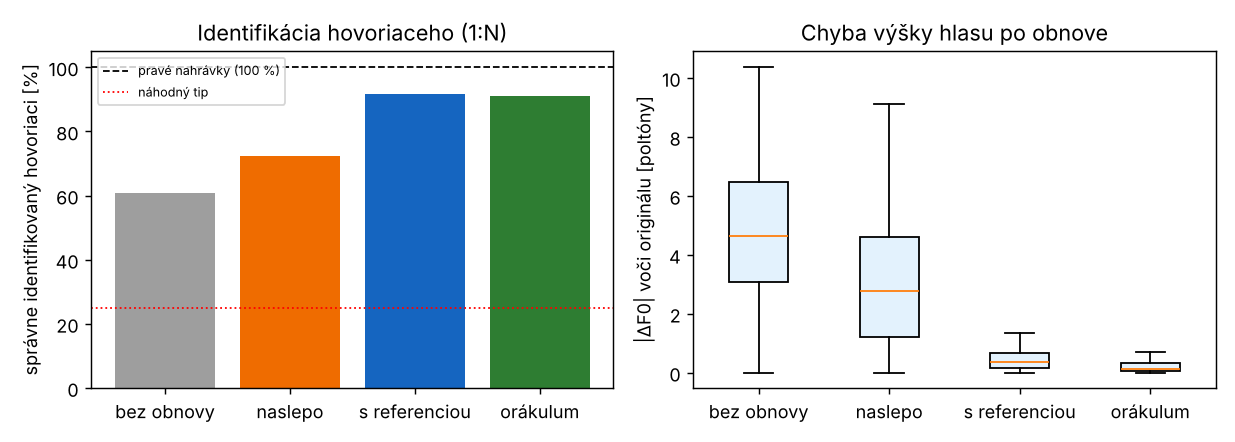 Identifikácia hovoriaceho (1:N)
správne identifikovaný hovoriaci [%]
100
80
60
40
20
0
pravé nahrávky (100 %)
náhodný tip
bez obnovy
naslepo
s referenciou
orákulum
Chyba výšky hlasu po obnove
|ΔF0| voči originálu [poltóny]
10
8
6
4
2
0
bez obnovy
naslepo
s referenciou
orákulum